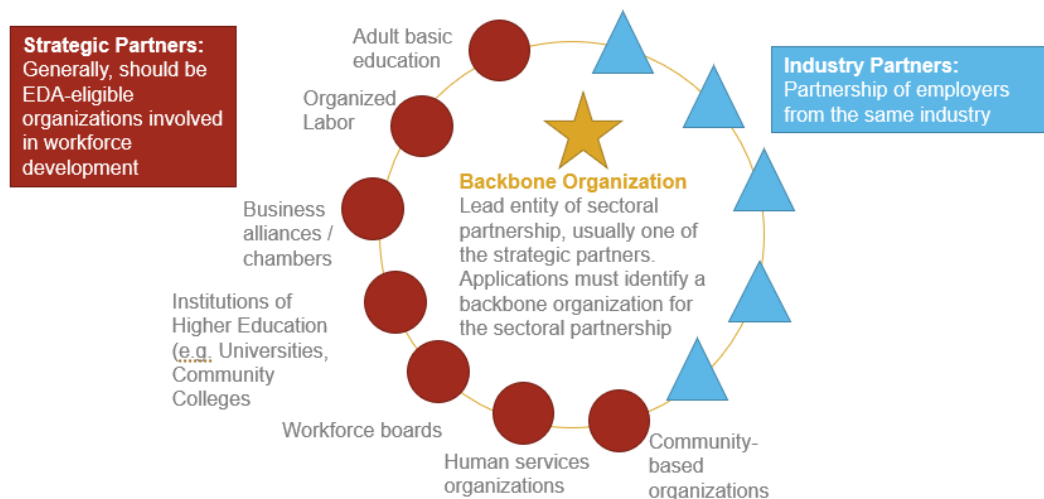 Strategic Partners:
Generally, should be
EDA-eligible
organizations involved
in workforce
development
Adult basic
education
Organized
Labor
Business
alliances /
chambers
Institutions of
Higher Education
(e.g. Universities,
Community
Colleges
Workforce boards
Human services
organizations
Community-
based
organizations
Backbone Organization
Lead entity of sectoral
partnership, usually one of
the strategic partners.
Applications must identify a
backbone organization for
the sectoral partnership
Industry Partners:
Partnership of employers
from the same industry